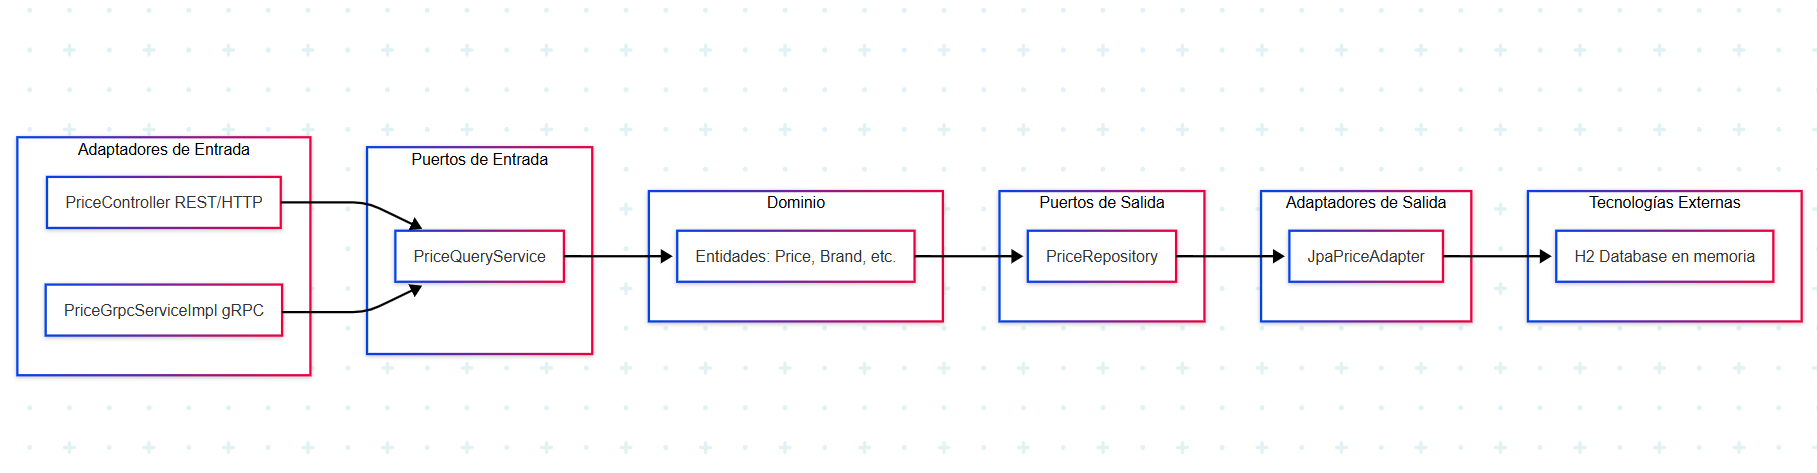 Adaptadores de Entrada
PriceController REST/HTTP
PriceGrpcServiceImpl gRPC
Puertos de Entrada
PriceQueryService
Dominio
Entidades: Price, Brand, etc.
Puertos de Salida
PriceRepository
Adaptadores de Salida
JpaPriceAdapter
Tecnologías Externas
H2 Database en memoria